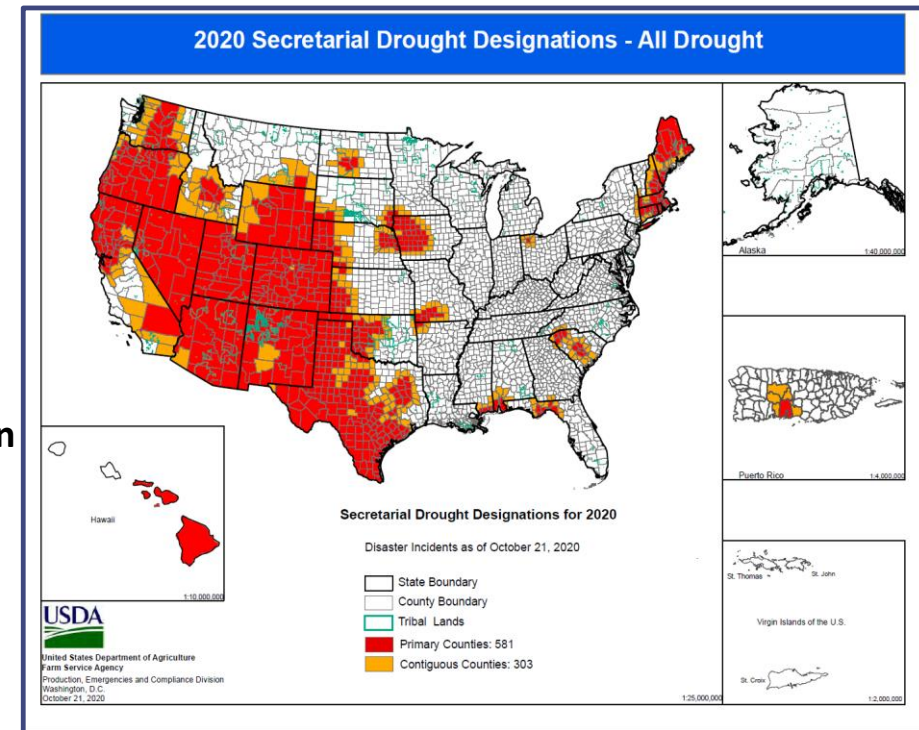 2020 Secretarial Drought Designations - All Drought
Alaska
1:40,000,000
n
Puerto Rico
1:4,000,000
Hawaii
1:10,000,000
Secretarial Drought Designations for 2020
Disaster Incidents as of October 21, 2020
State Boundary
County Boundary
Tribal Lands
Primary Counties: 581
Contiguous Counties: 303
1:25,000,000
St. Thomas
St. John
Virgin Islands of the U.S.
St. Croix
1:2,000,000
USDA
United States Department of Agriculture
Farm Service Agency
Production, Emergencies and Compliance Division
Washington, D.C.
October 21, 2020